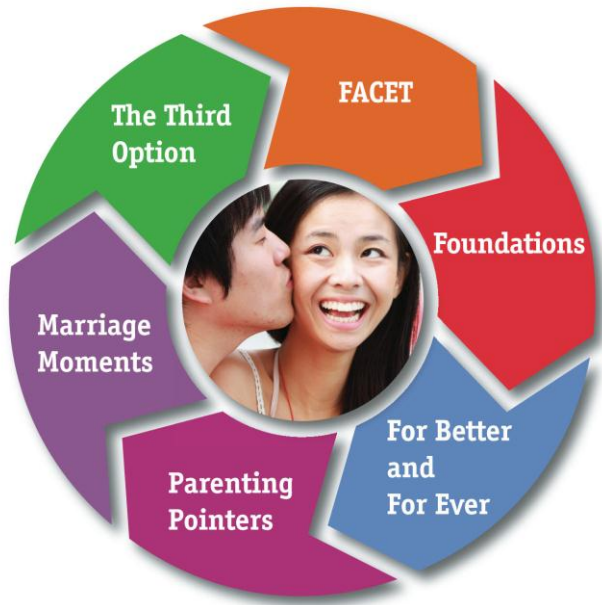 FACET
Foundations
For Better
and
For Ever
Parenting
Pointers
Marriage
Moments
The Third
Option